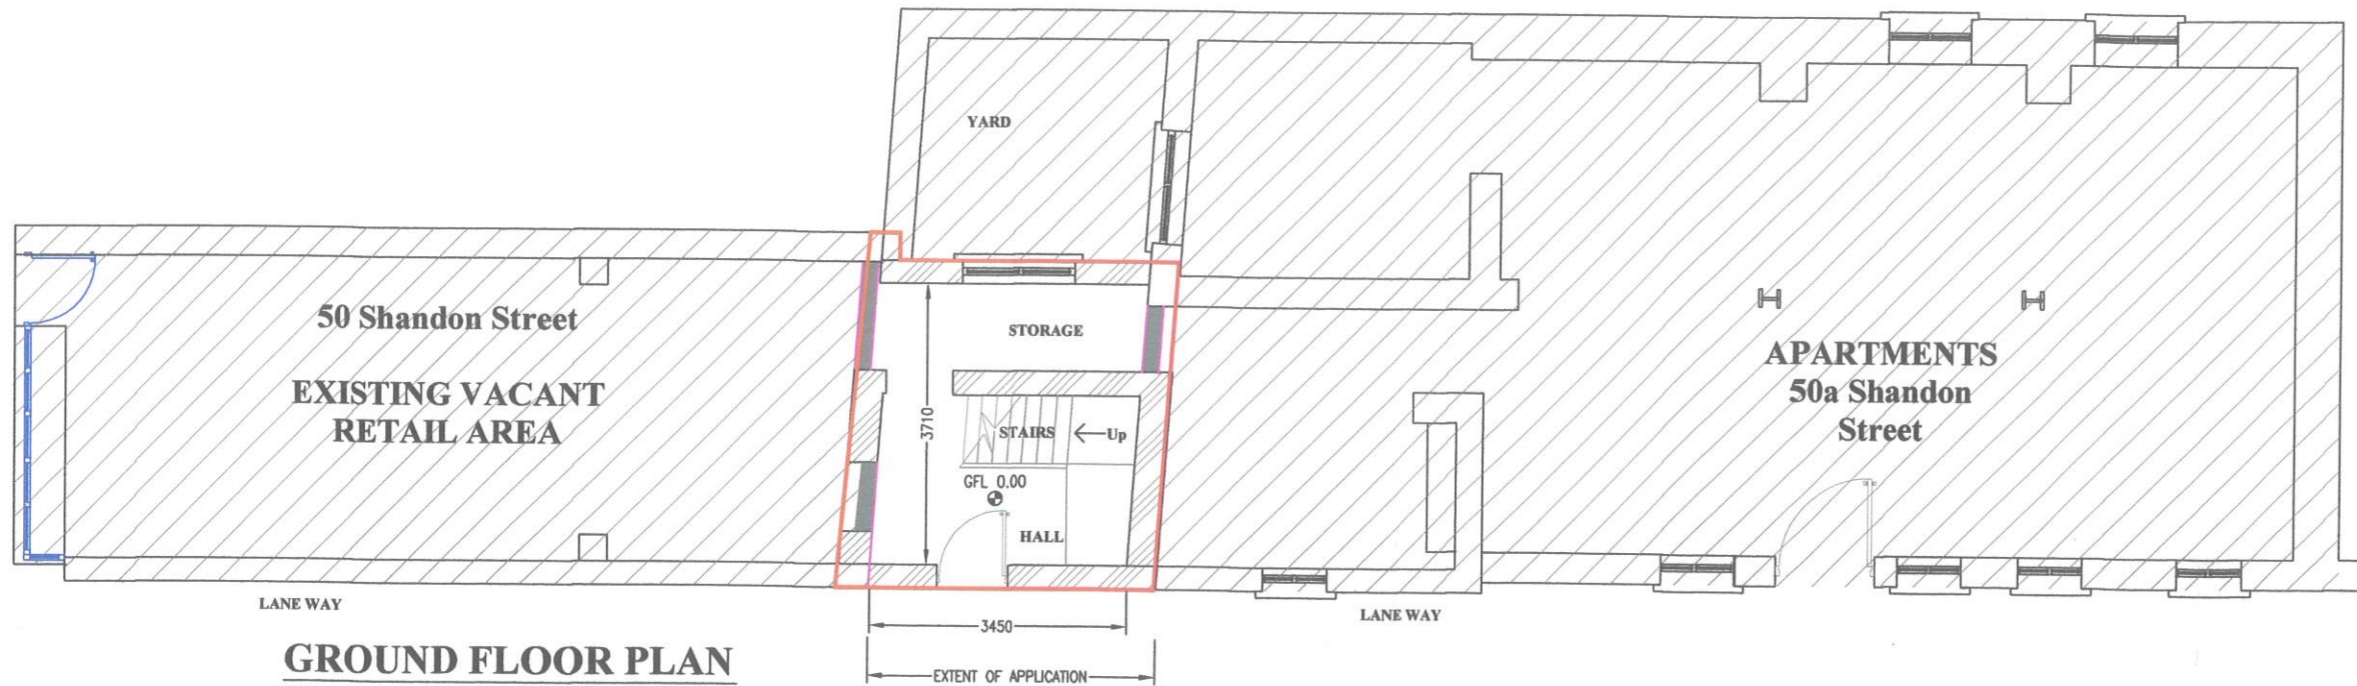 YARD
50 Shandon Street
EXISTING VACANT
RETAIL AREA
STORAGE
3710
STAIRS
Up
GFL 0.00
HALL
APARTMENTS
50a Shandon
Street
LANE WAY
LANE WAY
3450
EXTENT OF APPLICATION
GROUND FLOOR PLAN